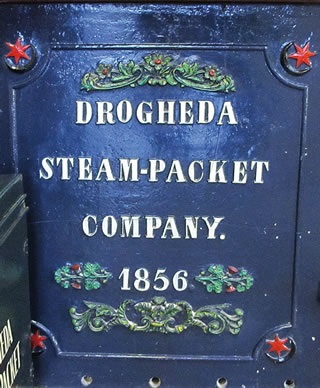 DROGHEDA
STEAM-PACKET
COMPANY.
1856